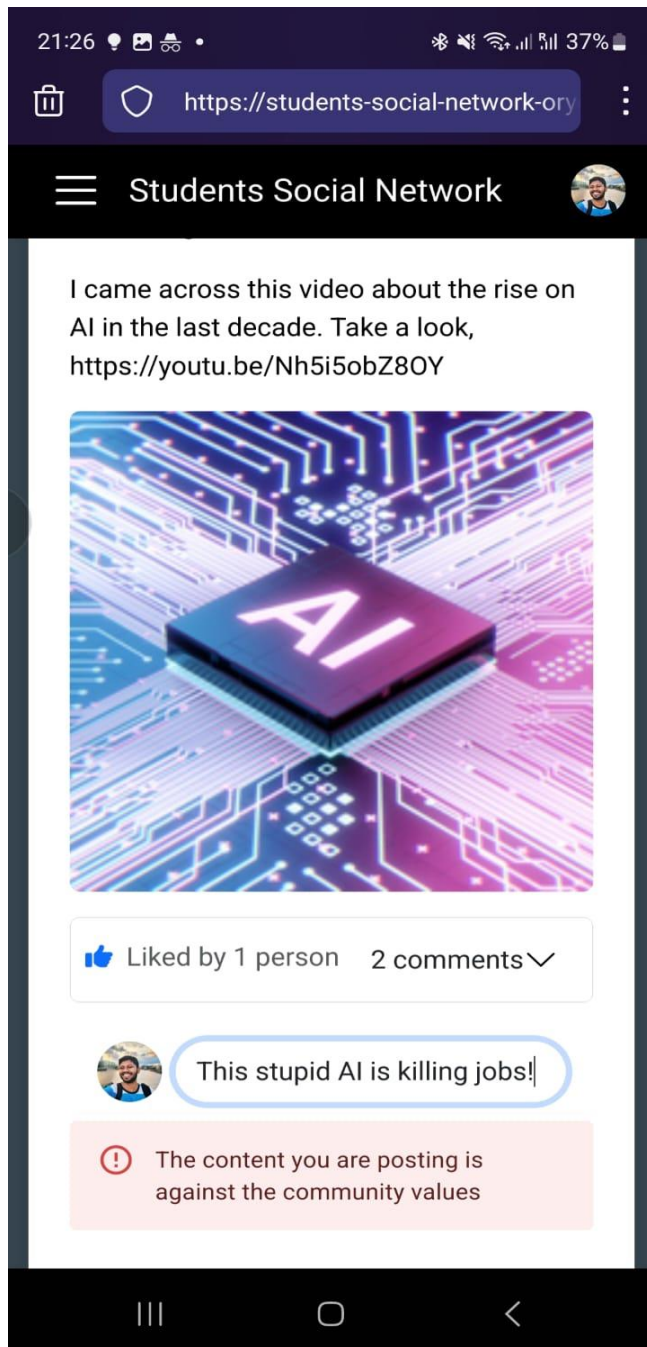 21:26
37%
https://students-social-network-ory
Students Social Network
I came across this video about the rise on
AI in the last decade. Take a look,
https://youtu.be/Nh5i5obZ8OY
AI
Liked by 1 person 2 comments
This stupid AI is killing jobs!
The content you are posting is
against the community values